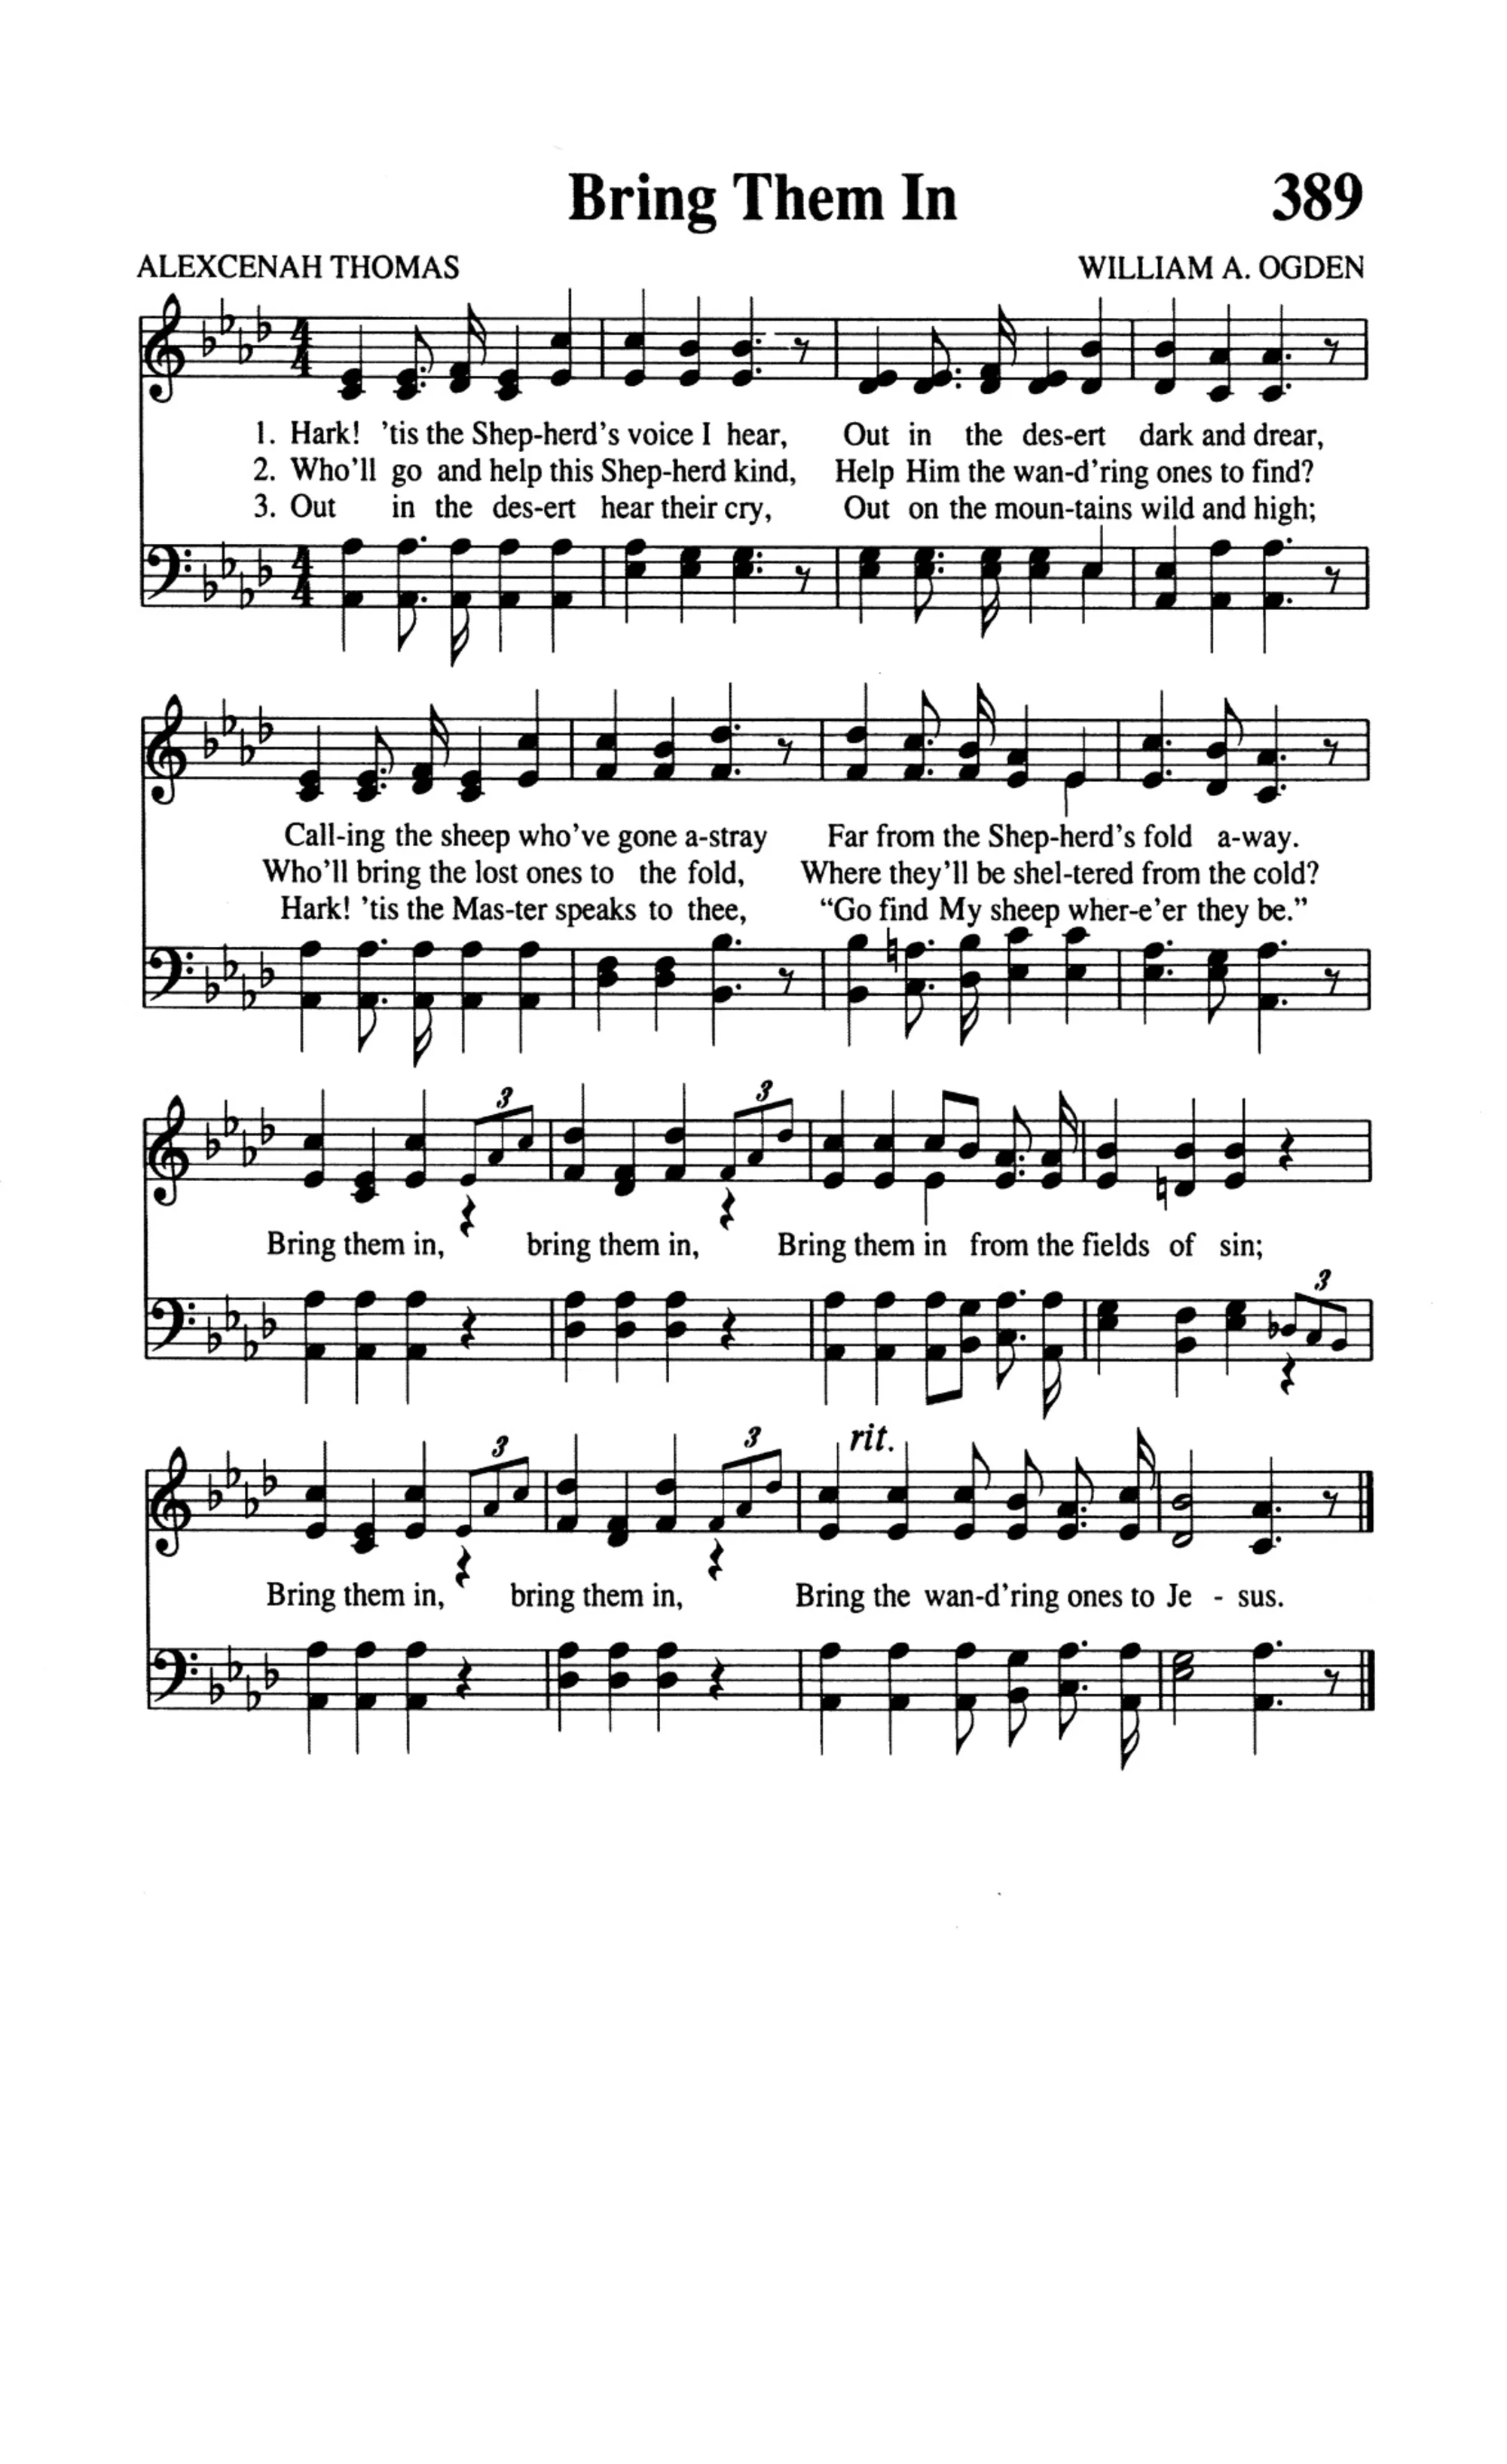 Bring Them In 389
ALEXCENAH THOMAS WILLIAM A. OGDEN
1. Hark! ’tis the Shep-herd’s voice I hear, Out in the des-ert dark and drear,
2. Who’ll go and help this Shep-herd kind, Help Him the wan-d’ring ones to find?
3. Out in the des-ert hear their cry, Out on the moun-tains wild and high;
Call-ing the sheep who’ve gone a-stray Far from the Shep-herd’s fold a-way.
Who’ll bring the lost ones to the fold, Where they’ll be shel-tered from the cold?
Hark! ’tis the Mas-ter speaks to thee, “Go find My sheep wher-e’er they be.”
3 3
Bring them in, bring them in, Bring them in from the fields of sin;
3
3 3 rit.
Bring them in, bring them in, Bring the wan-d’ring ones to Je - sus.